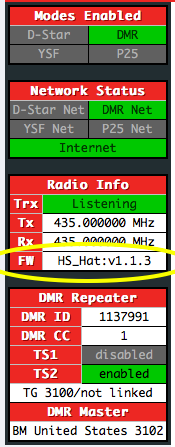 Modes Enabled
D-Star DMR
YSF P25
Network Status
D-Star Net DMR Net
YSF Net P25 Net
Internet
Radio Info
Trx Listening
Tx 435.000000 MHz
Rx 435.000000 MHz
FW HS_Hat:v1.1.3
DMR Repeater
DMR ID 1137991
DMR CC 1
TS1 disabled
TS2 enabled
TG 3100/not linked
DMR Master
BM United States 3102